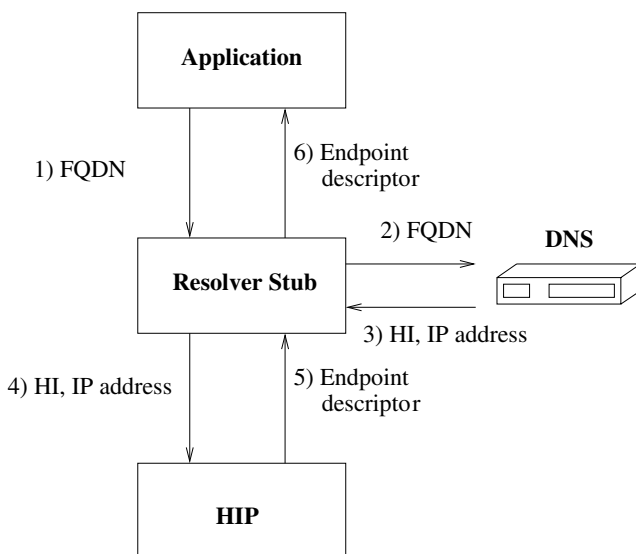 Application
1) FQDN
6) Endpoint
descriptor
2) FQDN
DNS
Resolver Stub
3) HI, IP address
4) HI, IP address
5) Endpoint
descriptor
HIP